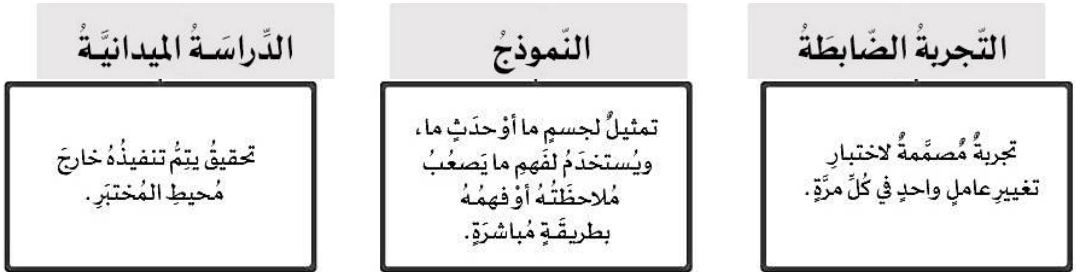 التّجربةُ الضّابطَةُ
تجربةٌ مُصمَّمةٌ لاختبارِ
تغييرِ عاملٍ واحدٍ في كُلِّ مرَّةٍ.
النّموذجُ
تمثيلٌ لجسمٍ ما أوْ حدَثٍ ما،
ويُستخدَمُ لفَهمِ ما يَصعُبُ
مُلاحظَتُهُ أوْ فهمُهُ
بطريقَةٍ مُباشرَةٍ.
الدِّراسَةُ الميدانيَّةُ
تحقيقٌ يتِمُّ تنفيذُهُ خارجَ
مُحيطِ المُختبَرِ.